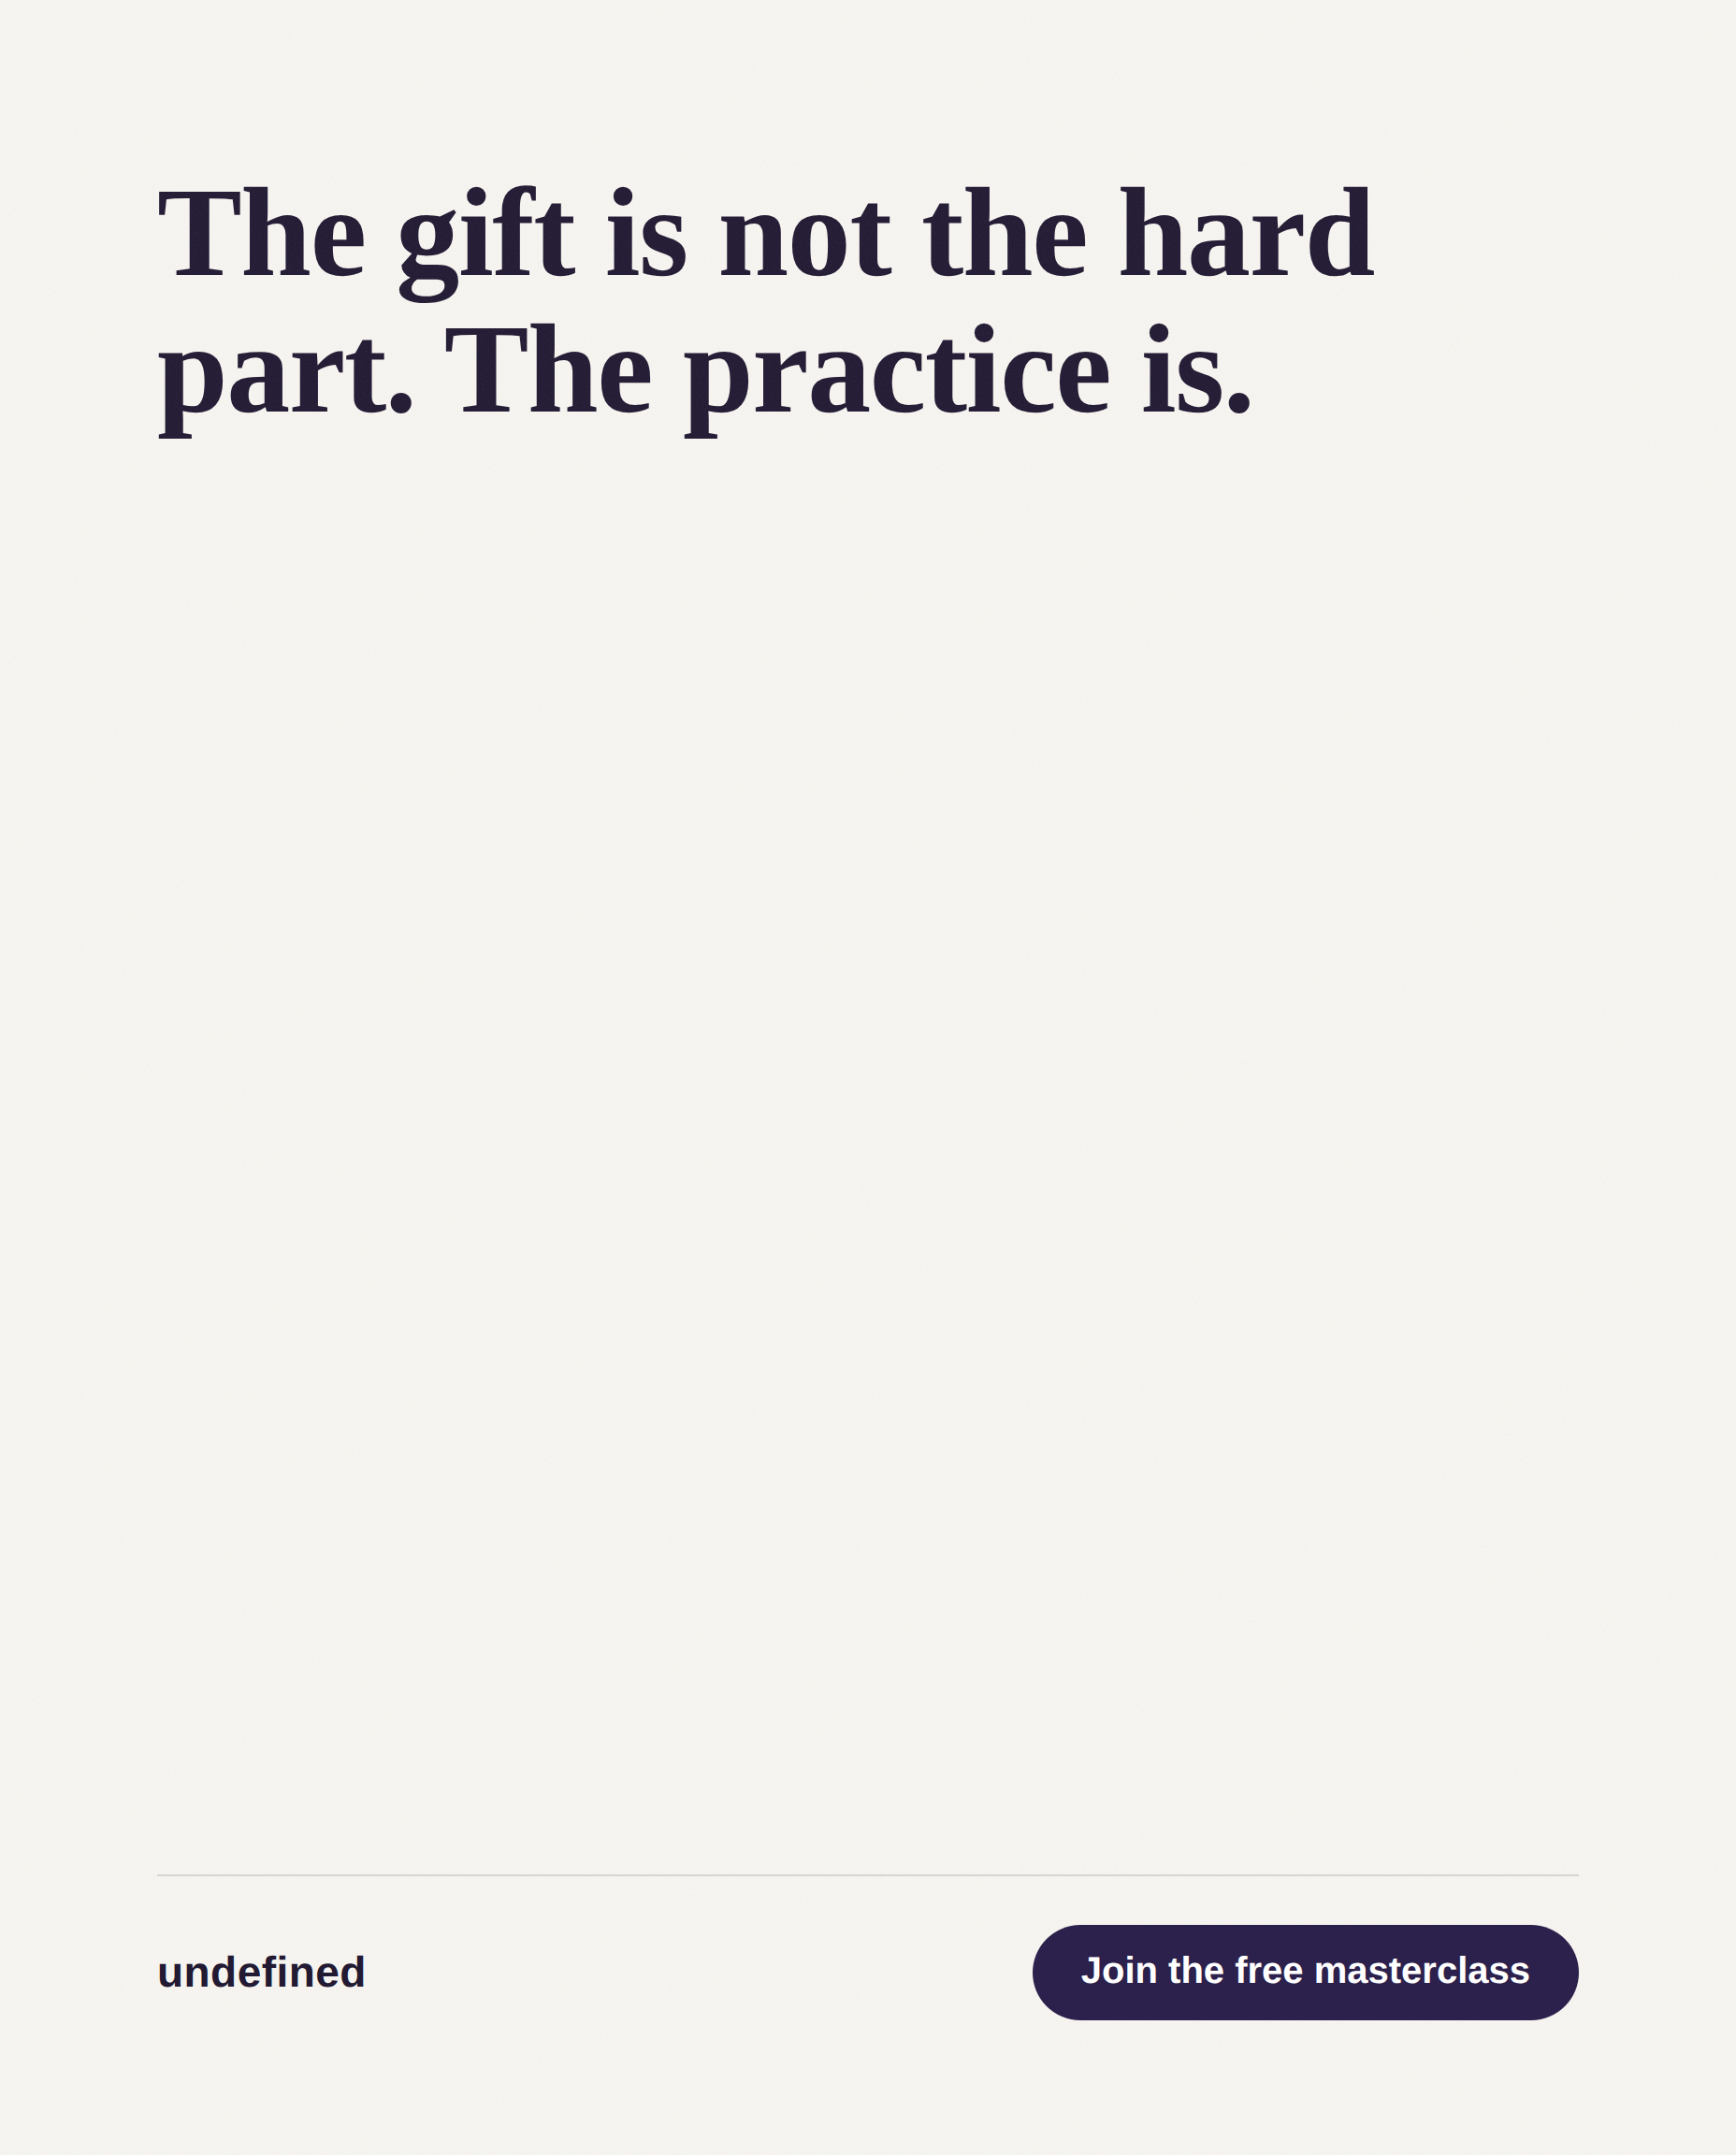 The gift is not the hard
part. The practice is.
undefined
Join the free masterclass